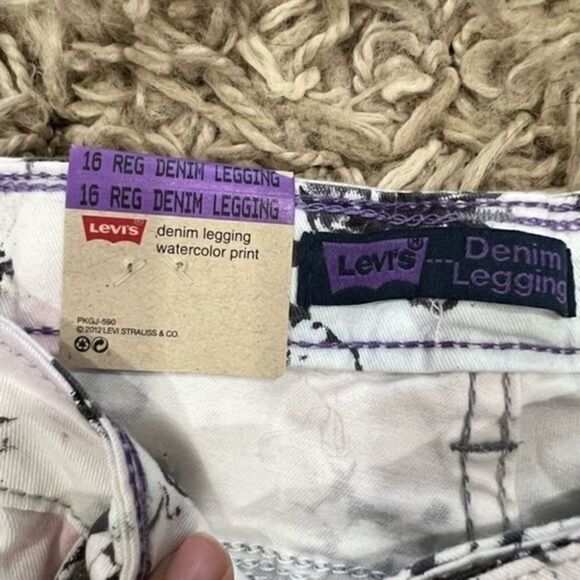 16 REG DENIM LEGGING
16 REG DENIM LEGGING
LEVI'S
denim legging
watercolor print
PKGJ-590
©2012 LEVI STRAUSS & CO.
LEVI'S
Denim
Legging